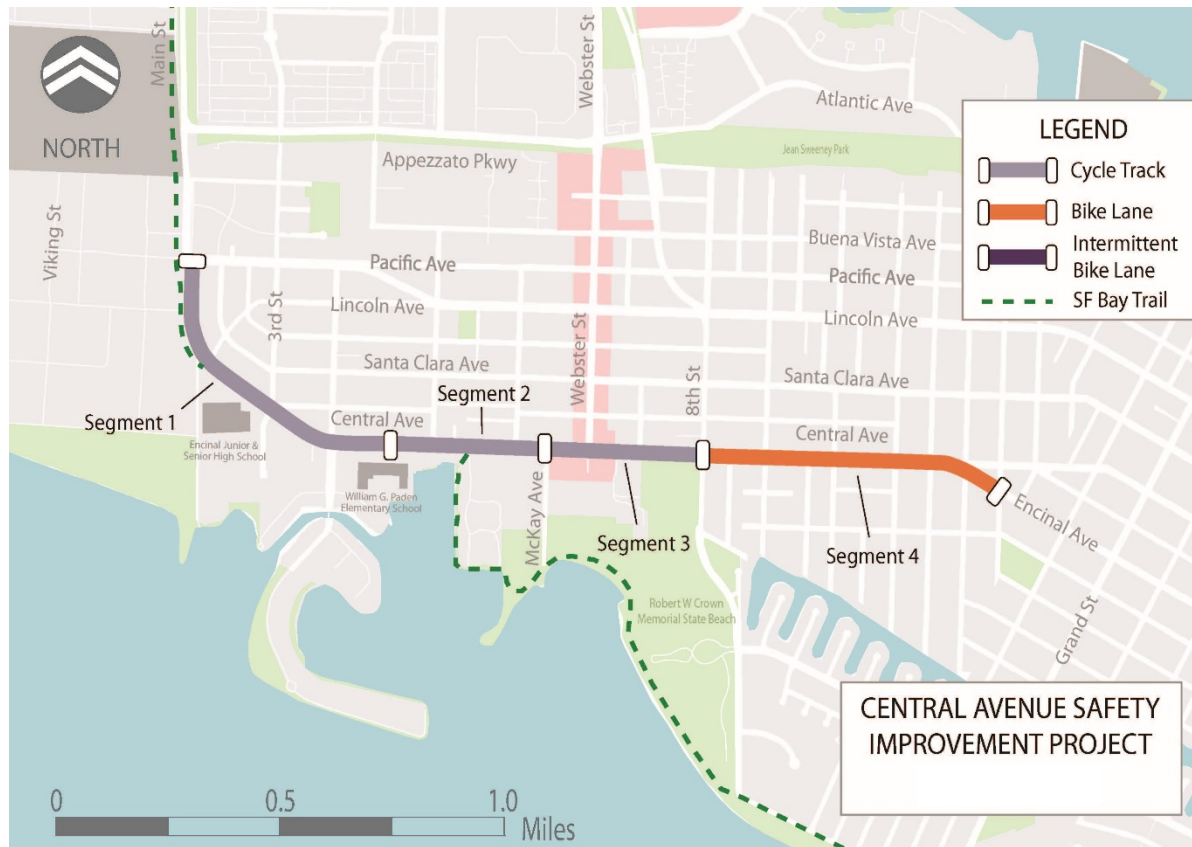 Main St
NORTH
Webster St
Atlantic Ave
Jean Sweeney Park
Appezzato Pkwy
LEGEND
Cycle Track
Bike Lane
Intermittent
Bike Lane
SF Bay Trail
Viking St
Buena Vista Ave
Pacific Ave
Pacific Ave
3rd St
Lincoln Ave
Lincoln Ave
Webster St
Santa Clara Ave
Santa Clara Ave
8th St
Segment 1
Segment 2
Central Ave
Central Ave
Encinal Junior &
Senior High School
William G. Paden
Elementary School
McKay Ave
Segment 3
Segment 4
Encinal Ave
Robert W Crown
Memorial State Beach
Grand St
CENTRAL AVENUE SAFETY
IMPROVEMENT PROJECT
0 0.5 1.0
Miles